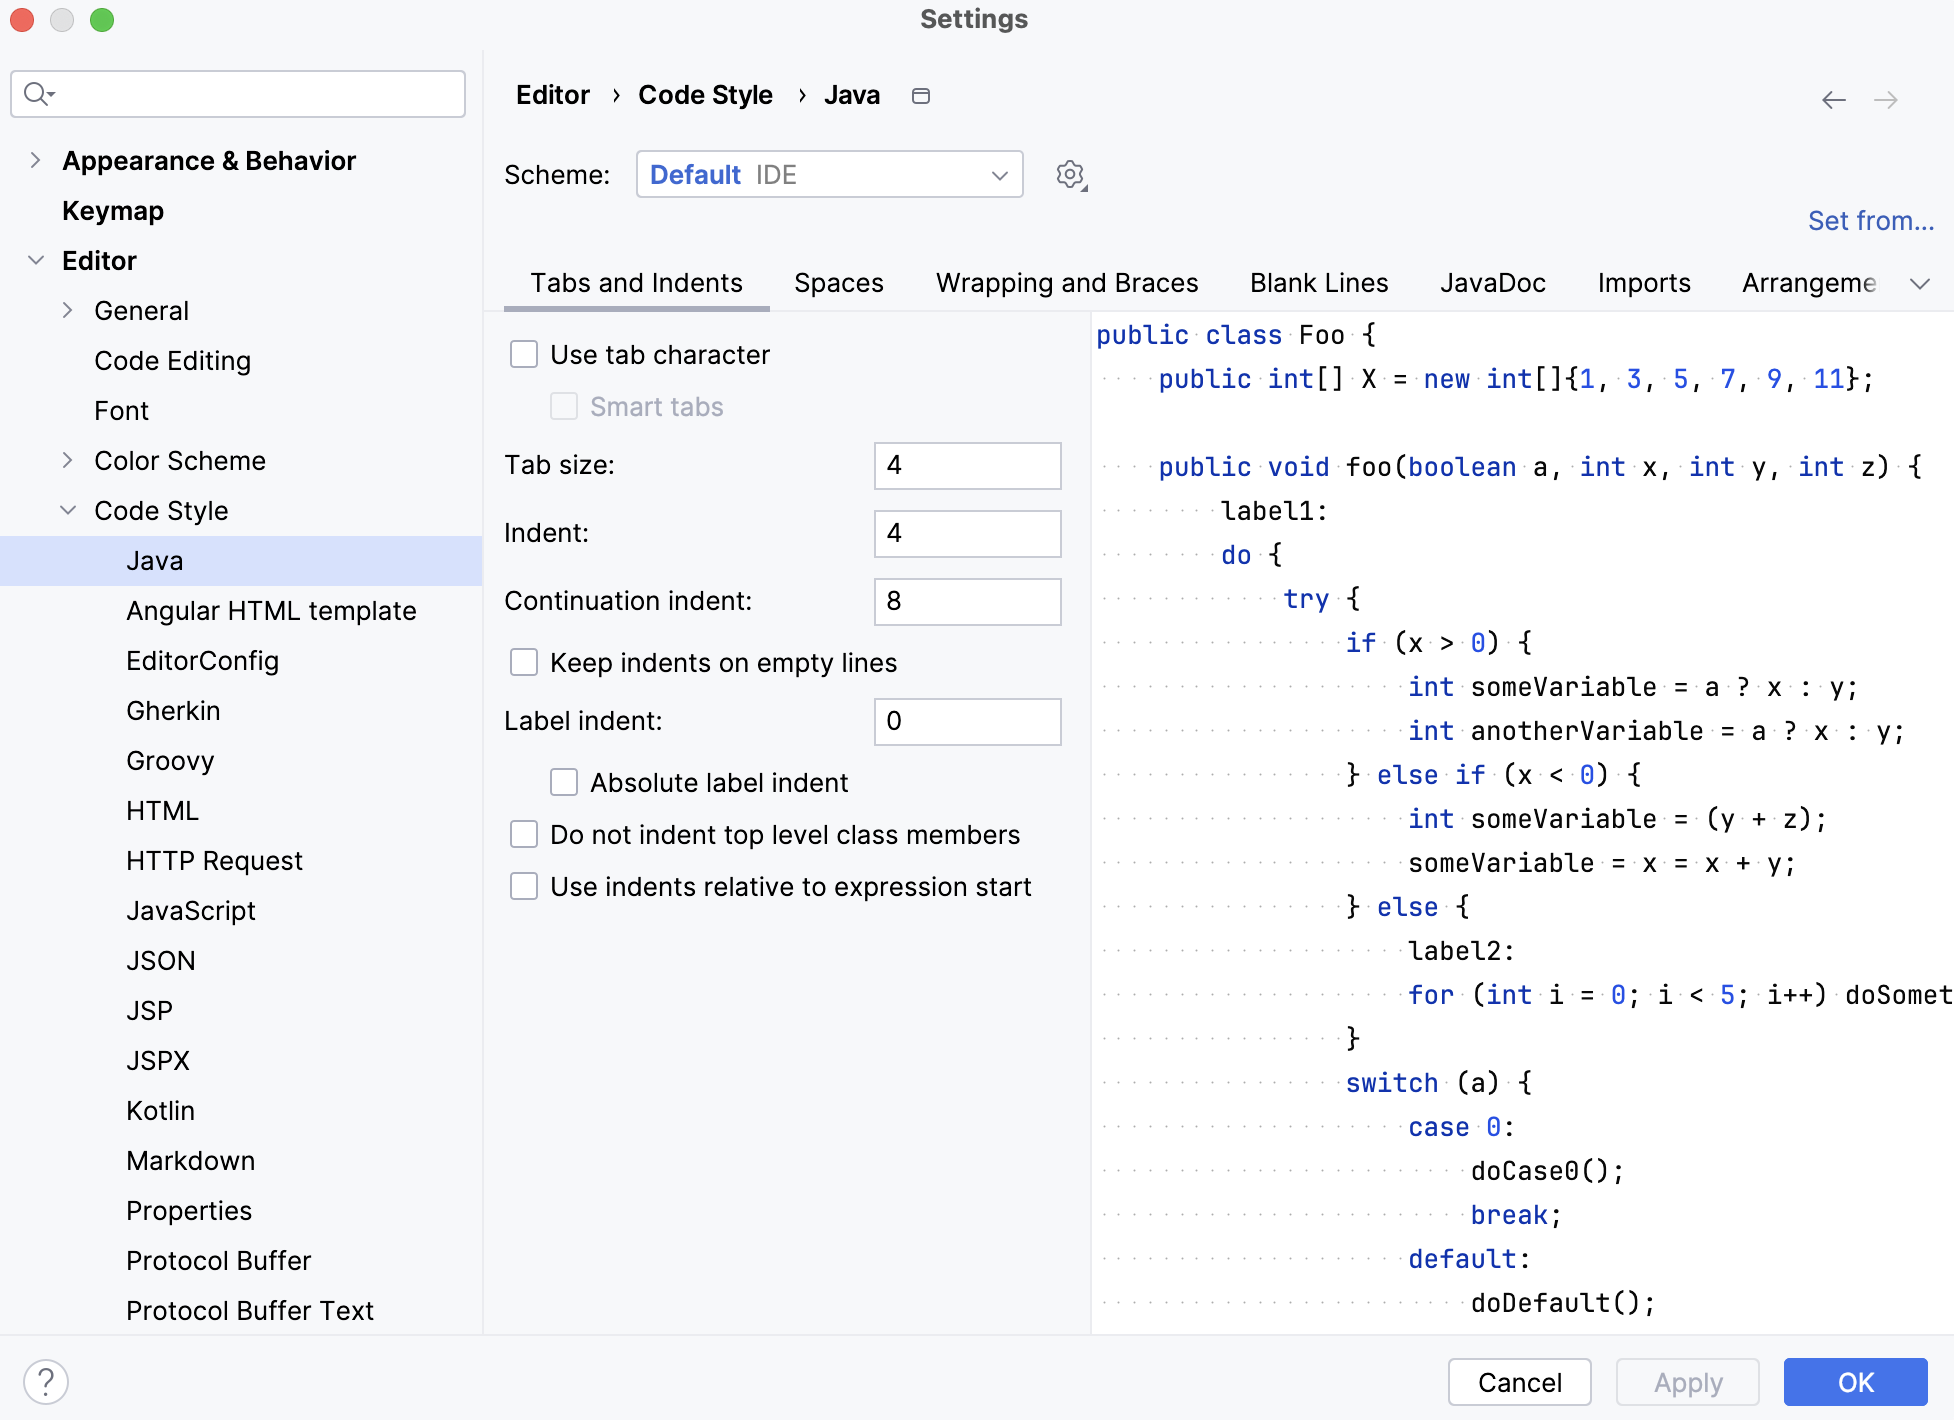 Settings
Appearance & Behavior
Keymap
Editor
General
Code Editing
Font
Color Scheme
Code Style
Java
Angular HTML template
EditorConfig
Gherkin
Groovy
HTML
HTTP Request
JavaScript
JSON
JSP
JSPX
Kotlin
Markdown
Properties
Protocol Buffer
Protocol Buffer Text
Editor › Code Style › Java
Scheme: Default IDE
Set from...
Tabs and Indents Spaces Wrapping and Braces Blank Lines JavaDoc Imports Arrangeme
Use tab character
Smart tabs
Tab size: 4
Indent: 4
Continuation indent: 8
Keep indents on empty lines
Label indent: 0
Absolute label indent
Do not indent top level class members
Use indents relative to expression start
public class Foo {
    public int[] X = new int[]{1, 3, 5, 7, 9, 11};
    public void foo(boolean a, int x, int y, int z) {
        label1:
        do {
            try {
                if (x > 0) {
                    int someVariable = a ? x : y;
                    int anotherVariable = a ? x : y;
                } else if (x < 0) {
                    int someVariable = (y + z);
                    someVariable = x = x + y;
                } else {
                    label2:
                    for (int i = 0; i < 5; i++) doSomet
                }
                switch (a) {
                    case 0:
                        doCase0();
                        break;
                    default:
                        doDefault();
?
Cancel Apply OK